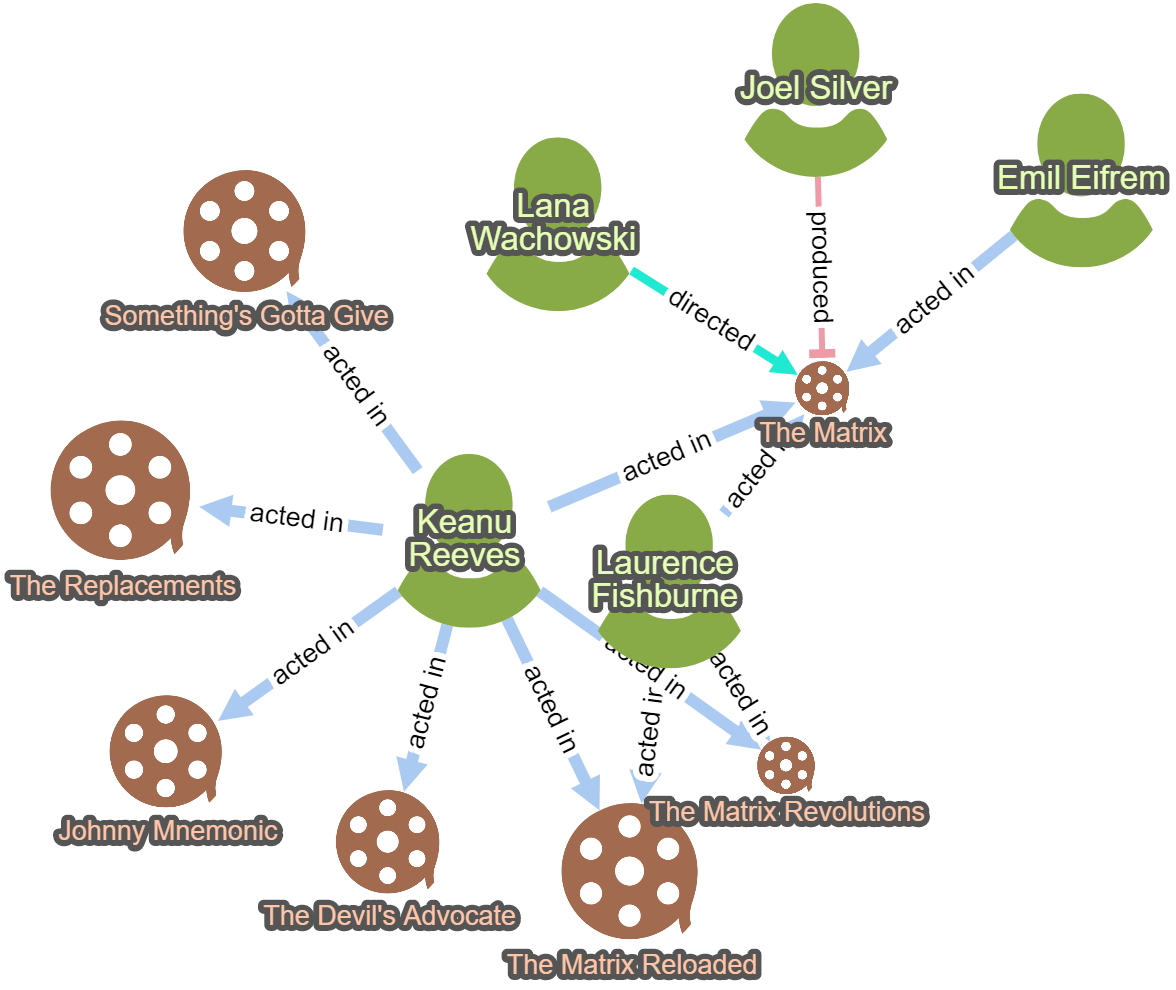 Joel Silver
Emil Eifrem
Lana
Wachowski
produced
acted in
directed
Something's Gotta Give
acted in
The Matrix
acted in
acted in
acted in
Keanu
Reeves
Laurence
Fishburne
The Replacements
acted in
acted in
acted in
acted in
acted in
acted in
Johnny Mnemonic
The Matrix Revolutions
The Devil's Advocate
The Matrix Reloaded